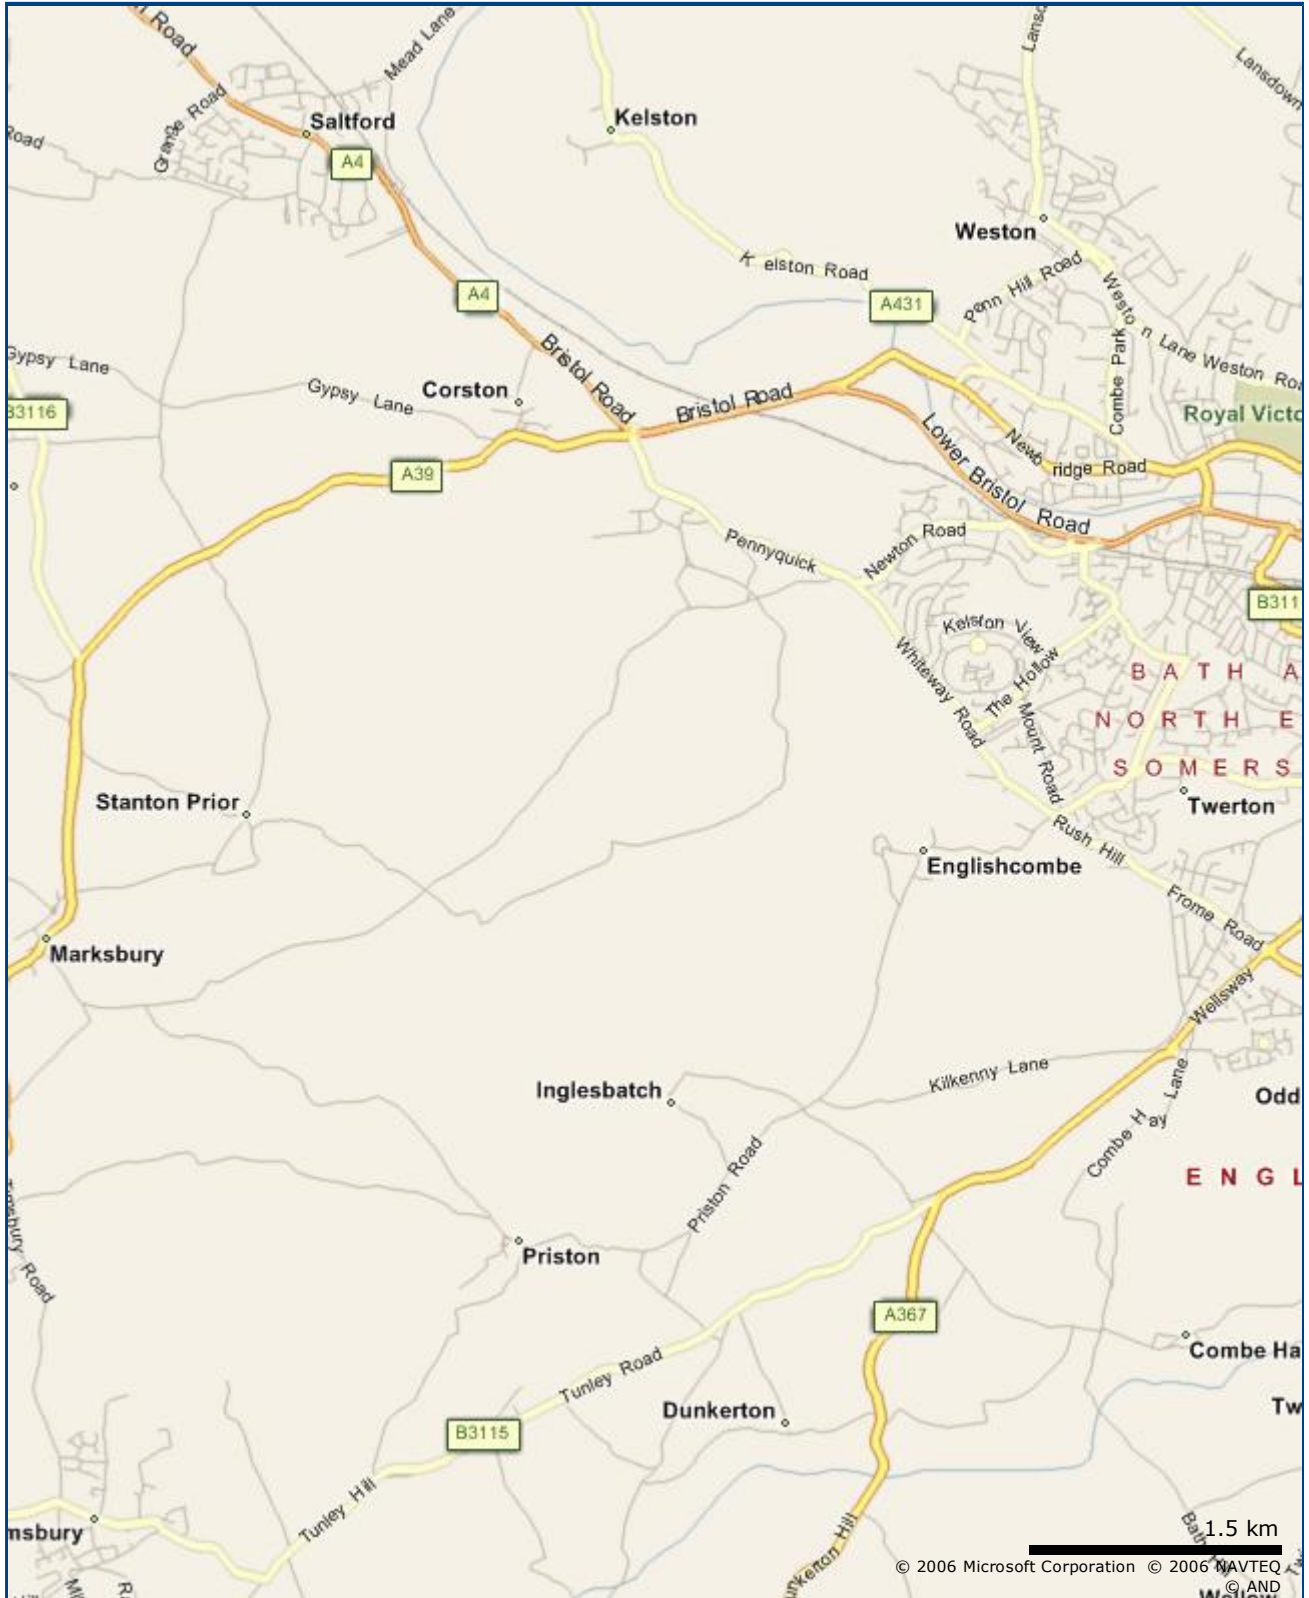 Road
Mead Lane
Lansdown
Grange Road
Saltford
A4
Kelston
Road
Weston
Kelston Road
Penn Hill Road
A4
A431
Weston Lane
Weston
Combe Park
Gypsy Lane
Gypsy Lane
Corston
Bristol Road
Bristol Road
B3116
Royal Victo
Lower Bristol Road
Newbridge Road
A39
Pennyquick
Newton Road
B311
Kelston View
Whiteway Road
The Hollow
Mount Road
BATH A
NORTH E
SOMERS
Stanton Prior
Twerton
Rush Hill
Englishcombe
Frome Road
Marksbury
Wellsway
Kilkenny Lane
Inglesbatch
Combe Hay Lane
Odd
Priston Road
ENGL
Priston
Road
A367
Combe Ha
Tunley Road
Dunkerton
Tw
B3115
Tunley Hill
msbury
unkerton Hill
1.5 km
© 2006 Microsoft Corporation © 2006 NAVTEQ
© AND